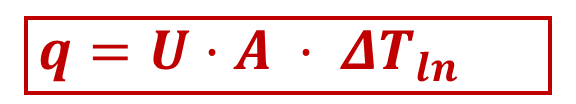 q = U · A · ΔT_ln